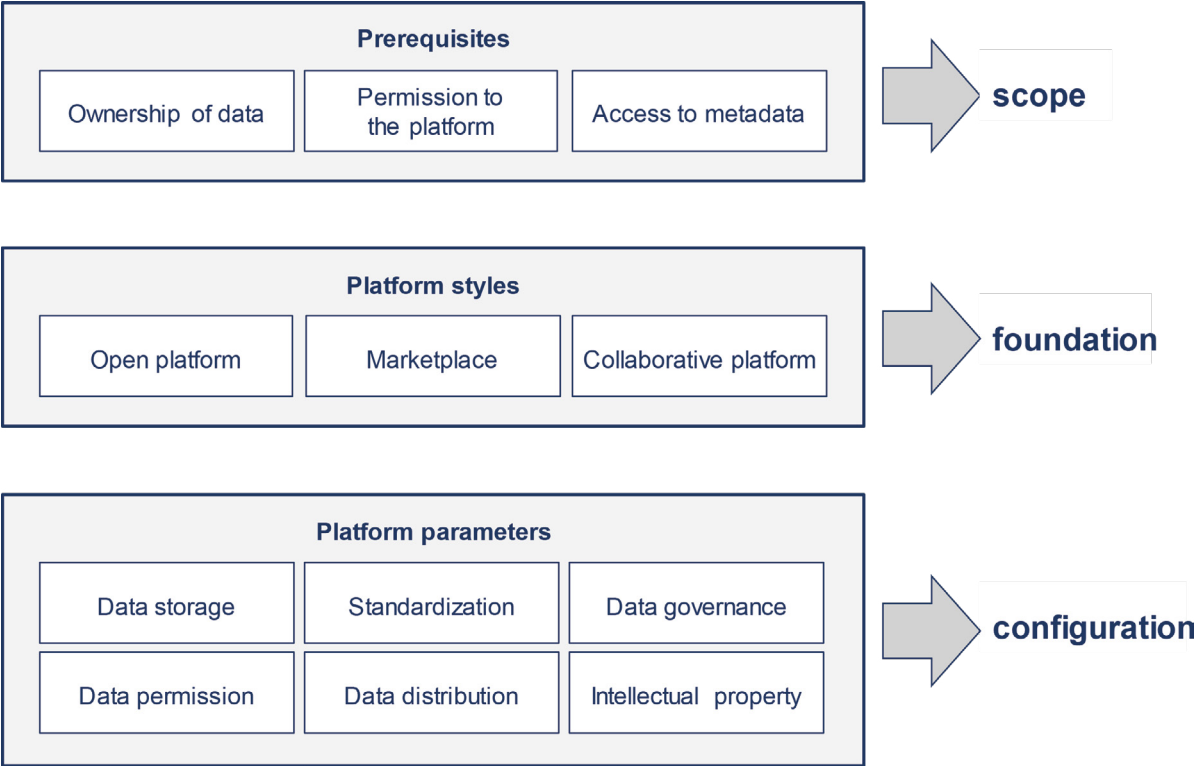 Prerequisites
Ownership of data
Permission to
the platform
Access to metadata
scope
Platform styles
Open platform
Marketplace
Collaborative platform
foundation
Platform parameters
Data storage
Standardization
Data governance
Data permission
Data distribution
Intellectual property
configuration